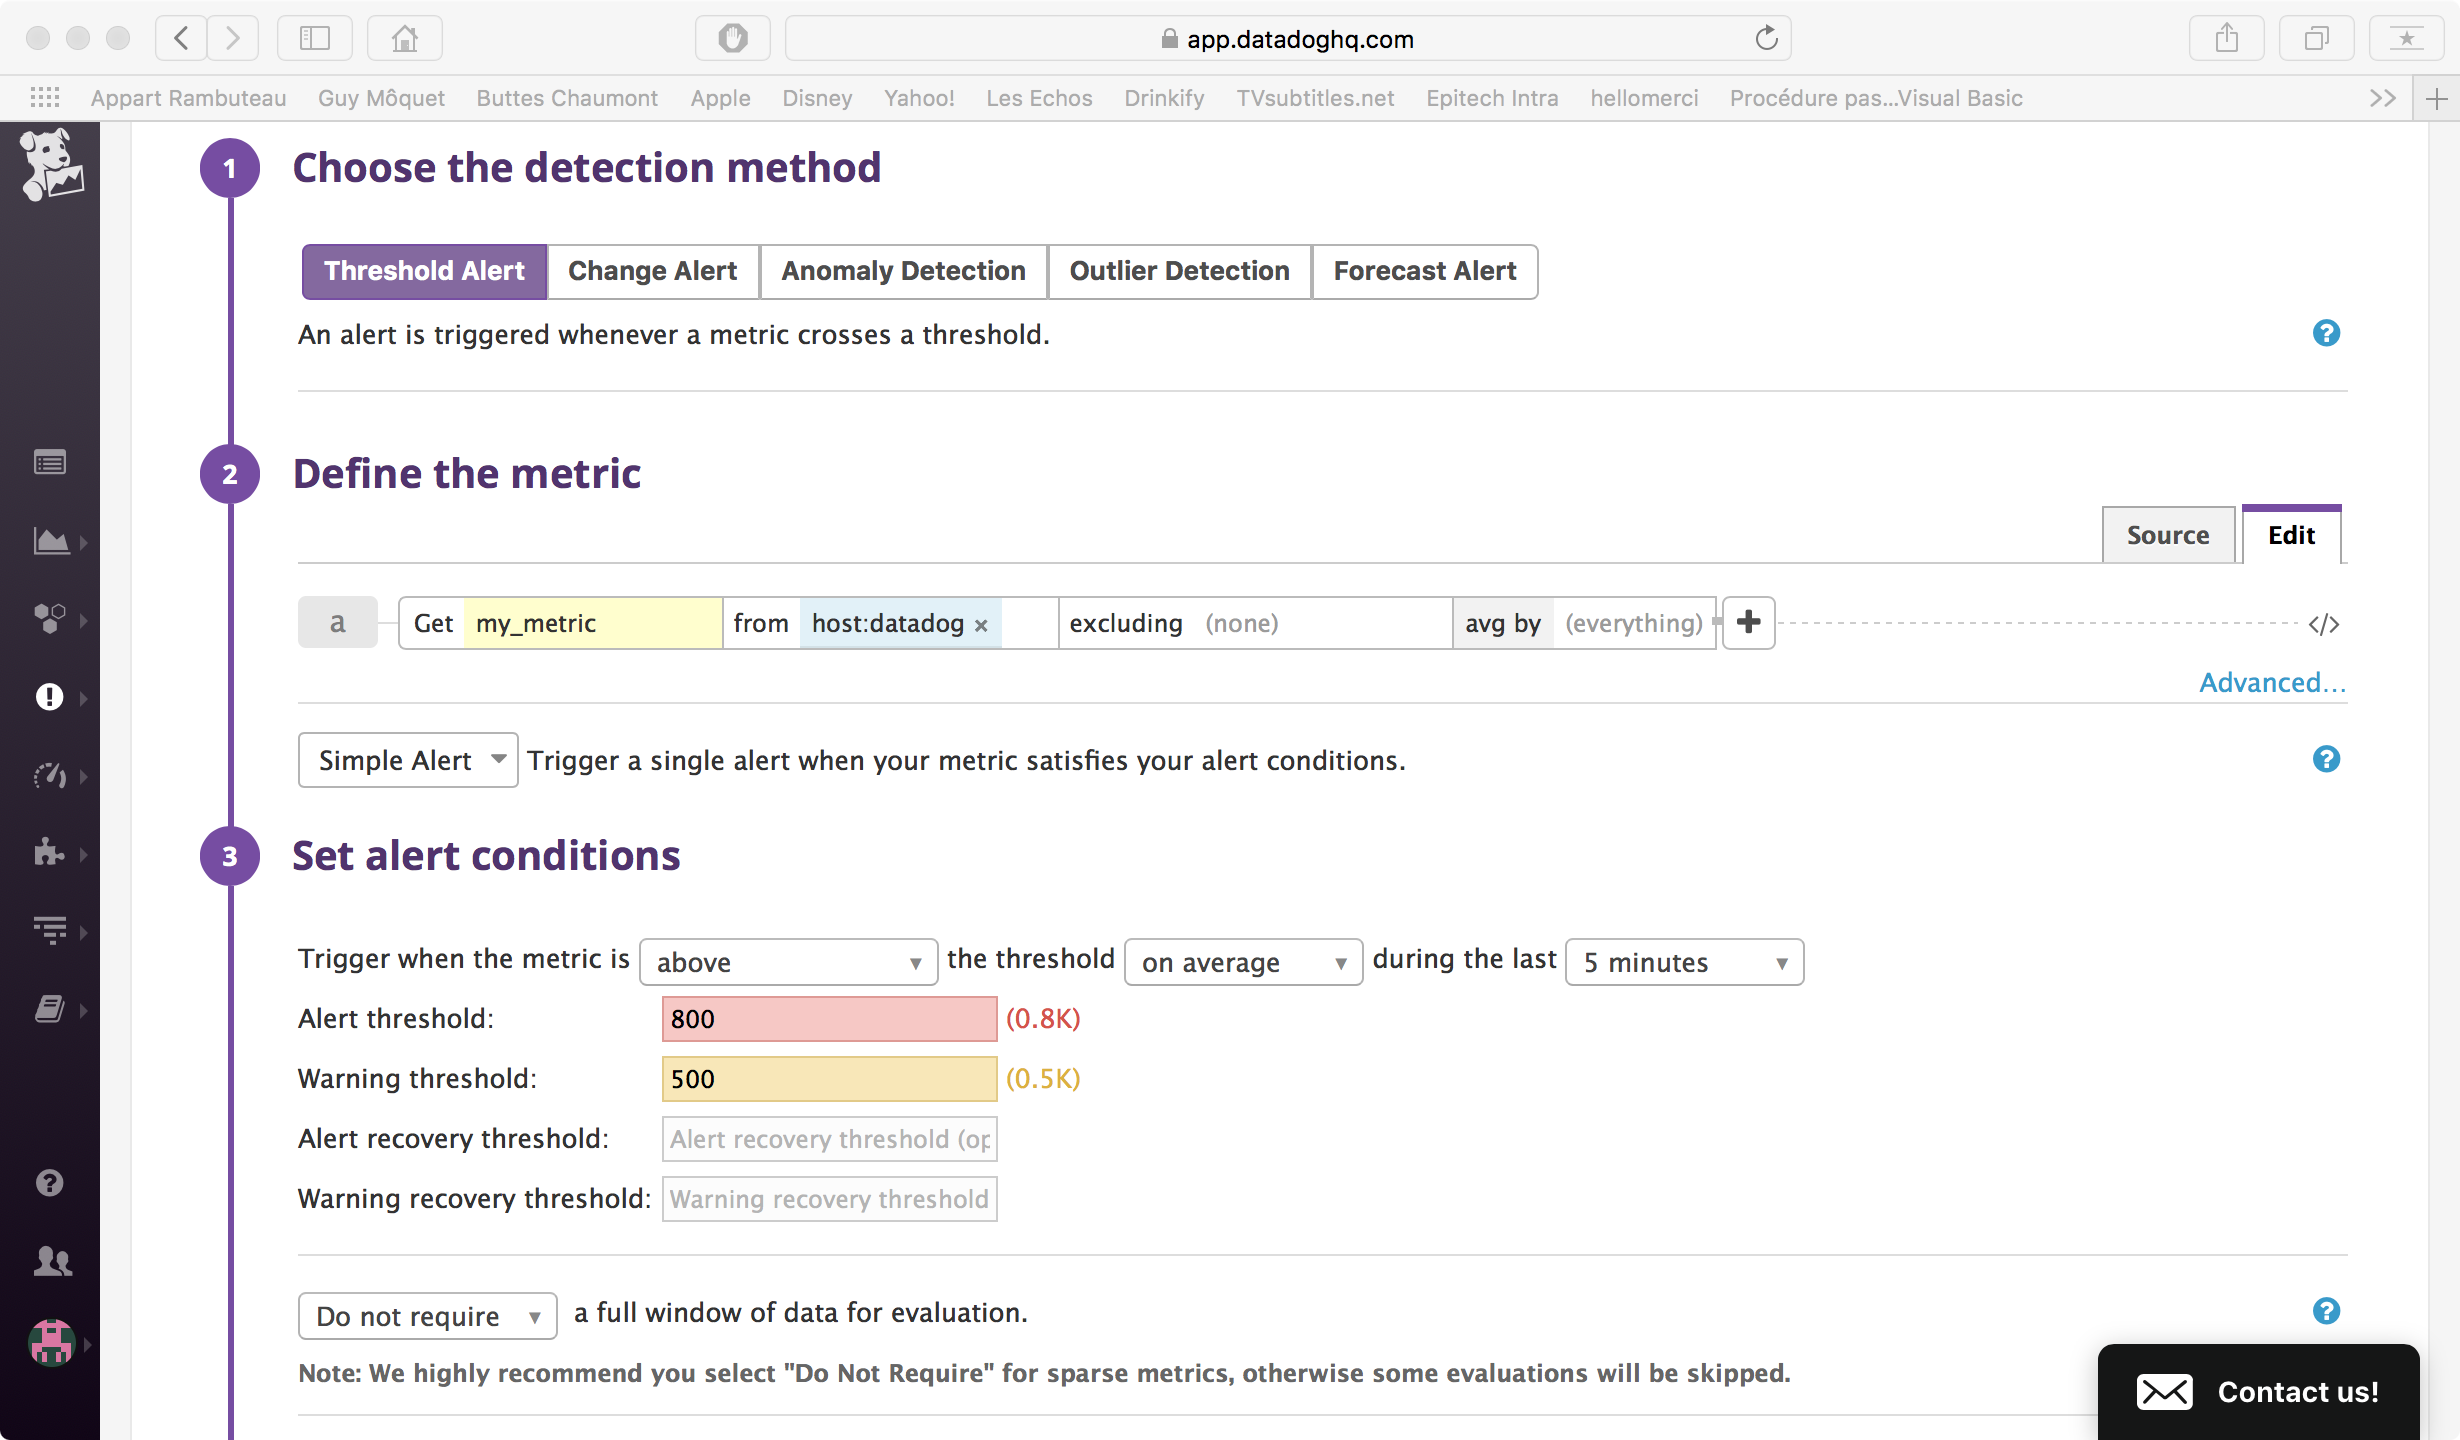 app.datadoghq.com
Appart Rambuteau Guy Môquet Buttes Chaumont Apple Disney Yahoo! Les Echos Drinkify TVsubtitles.net Epitech Intra hellomerci Procédure pas...Visual Basic
1 Choose the detection method
Threshold Alert Change Alert Anomaly Detection Outlier Detection Forecast Alert
An alert is triggered whenever a metric crosses a threshold.
2 Define the metric
Source Edit
a Get my_metric from host:datadog × excluding (none) avg by (everything) + </>
Advanced...
Simple Alert Trigger a single alert when your metric satisfies your alert conditions.
3 Set alert conditions
Trigger when the metric is above the threshold on average during the last 5 minutes
Alert threshold: 800 (0.8K)
Warning threshold: 500 (0.5K)
Alert recovery threshold: Alert recovery threshold (op
Warning recovery threshold: Warning recovery threshold
Do not require a full window of data for evaluation.
Note: We highly recommend you select "Do Not Require" for sparse metrics, otherwise some evaluations will be skipped.
Contact us!